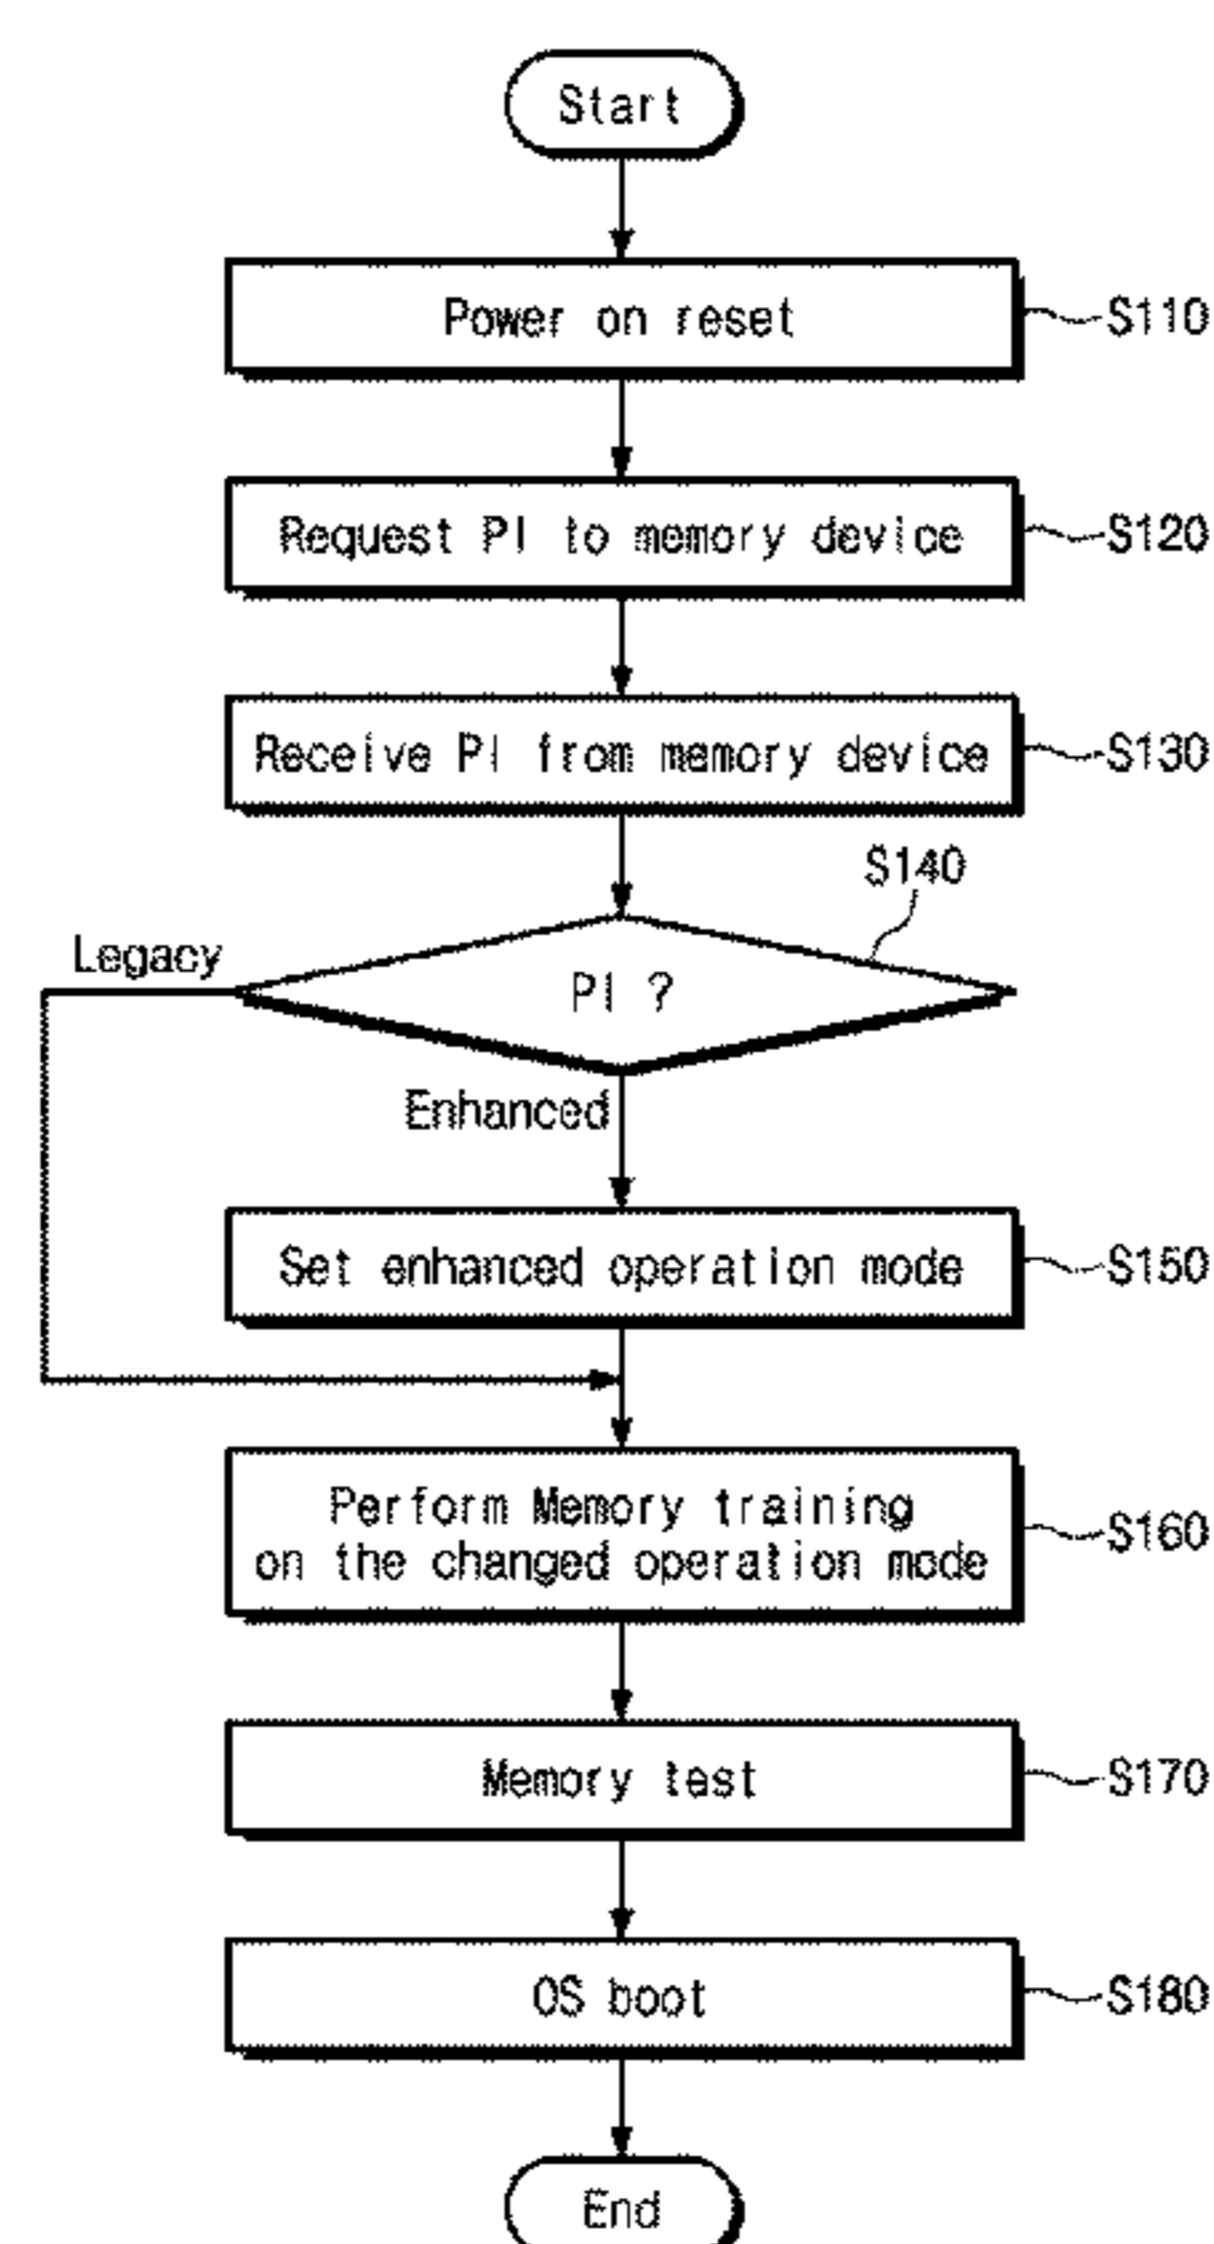 Start
Power on reset
S110
Request PI to memory device
S120
Receive PI from memory device
S130
S140
Legacy
PI ?
Enhanced
Set enhanced operation mode
S150
Perform Memory training
on the changed operation mode
S160
Memory test
S170
OS boot
S180
End